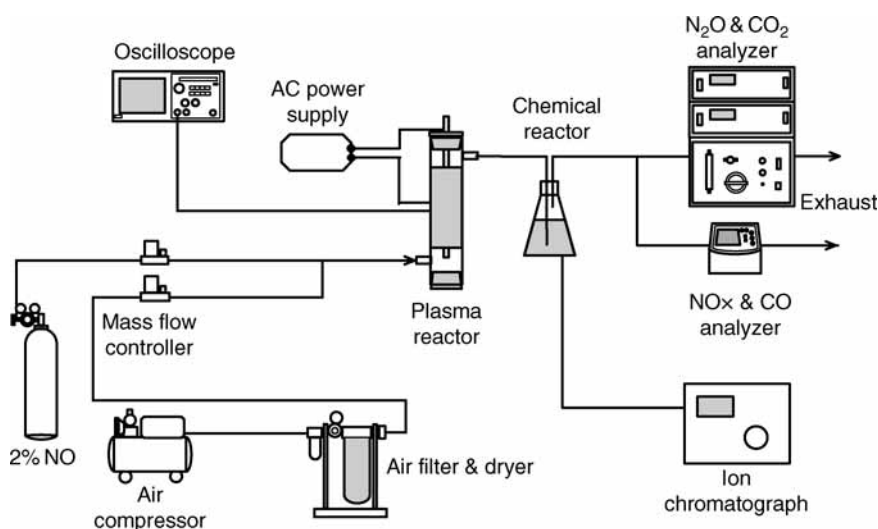 Oscilloscope
AC power
supply
N₂O & CO₂
analyzer
Chemical
reactor
Exhaust
Mass flow
controller
Plasma
reactor
NO× & CO
analyzer
2% NO
Air
compressor
Air filter & dryer
Ion
chromatograph